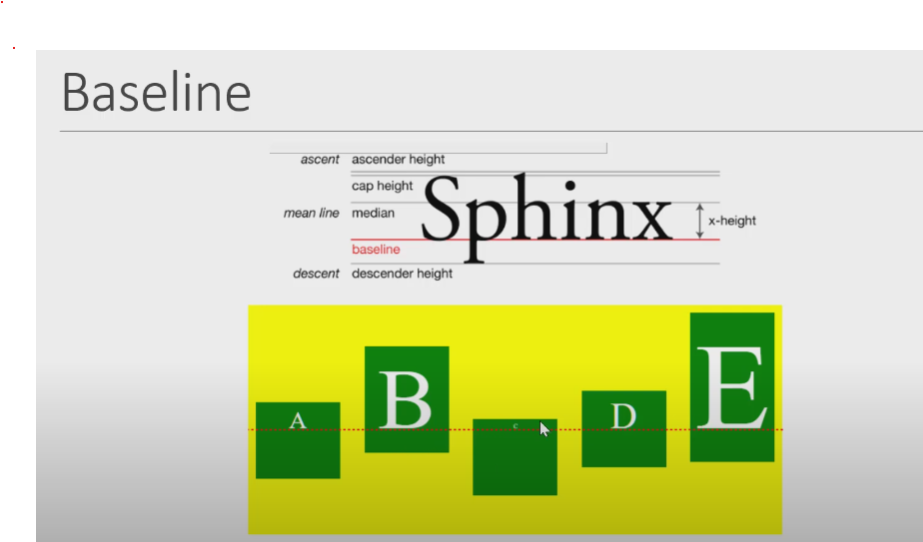 Baseline
ascent ascender height
cap height
Sphinx
mean line median
x-height
baseline
descent descender height
A B c D E